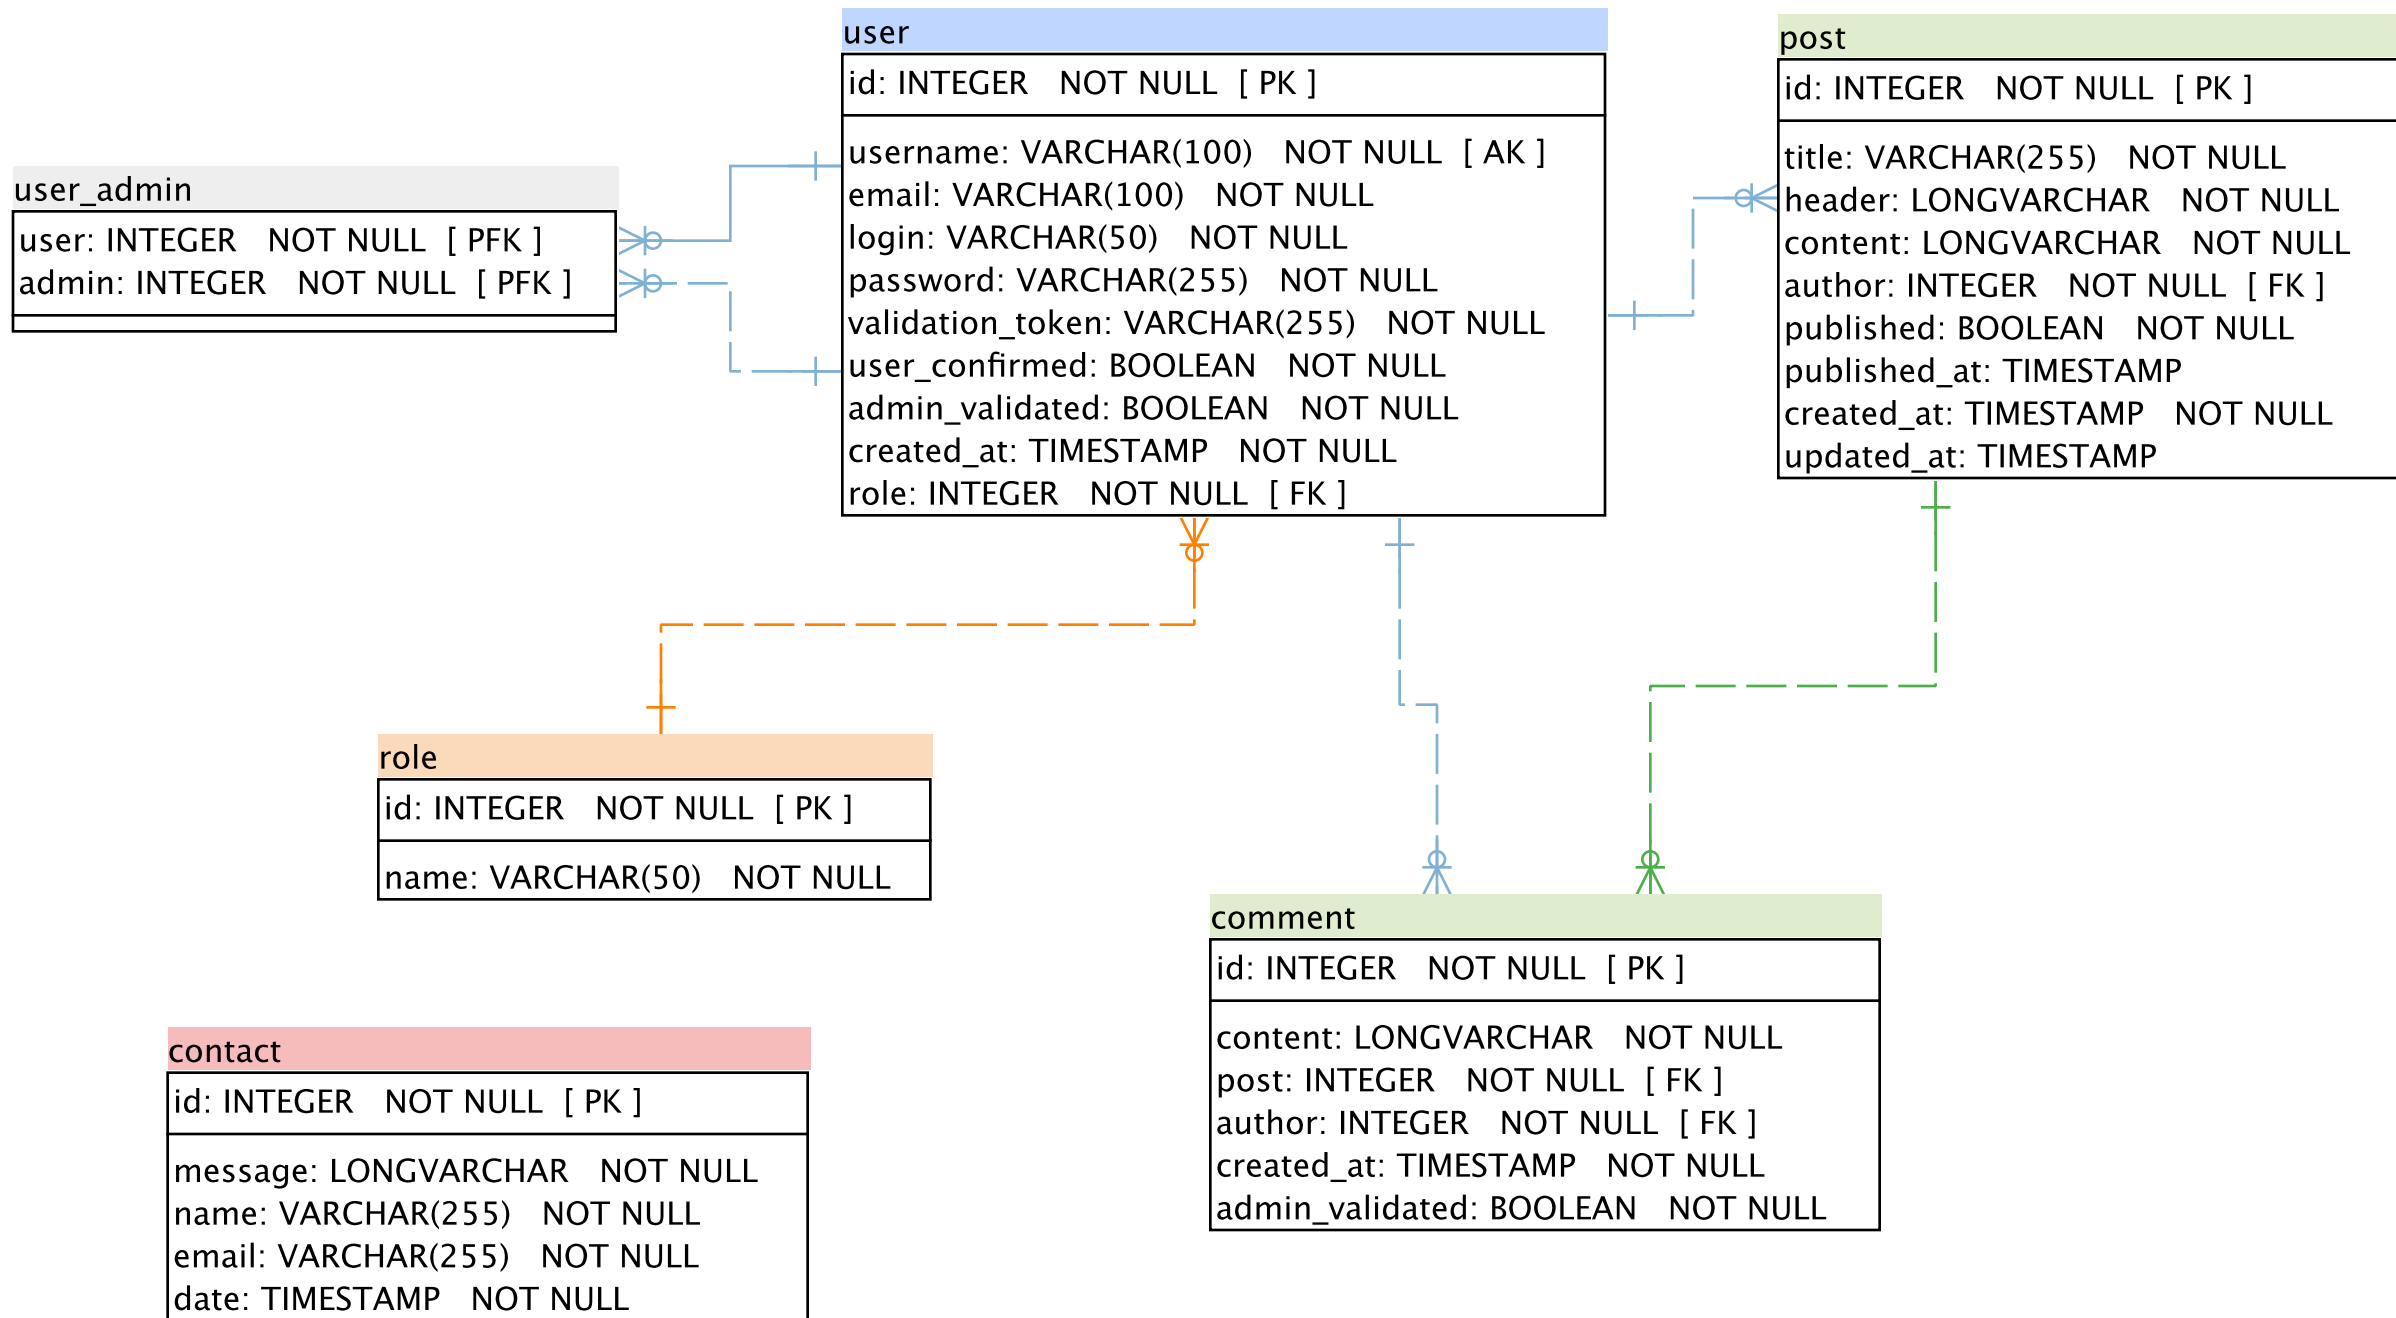 user
id: INTEGER NOT NULL [ PK ]
username: VARCHAR(100) NOT NULL [ AK ]
email: VARCHAR(100) NOT NULL
login: VARCHAR(50) NOT NULL
password: VARCHAR(255) NOT NULL
validation_token: VARCHAR(255) NOT NULL
user_confirmed: BOOLEAN NOT NULL
admin_validated: BOOLEAN NOT NULL
created_at: TIMESTAMP NOT NULL
role: INTEGER NOT NULL [ FK ]
post
id: INTEGER NOT NULL [ PK ]
title: VARCHAR(255) NOT NULL
header: LONGVARCHAR NOT NULL
content: LONGVARCHAR NOT NULL
author: INTEGER NOT NULL [ FK ]
published: BOOLEAN NOT NULL
published_at: TIMESTAMP
created_at: TIMESTAMP NOT NULL
updated_at: TIMESTAMP
user_admin
user: INTEGER NOT NULL [ PFK ]
admin: INTEGER NOT NULL [ PFK ]
role
id: INTEGER NOT NULL [ PK ]
name: VARCHAR(50) NOT NULL
comment
id: INTEGER NOT NULL [ PK ]
content: LONGVARCHAR NOT NULL
post: INTEGER NOT NULL [ FK ]
author: INTEGER NOT NULL [ FK ]
created_at: TIMESTAMP NOT NULL
admin_validated: BOOLEAN NOT NULL
contact
id: INTEGER NOT NULL [ PK ]
message: LONGVARCHAR NOT NULL
name: VARCHAR(255) NOT NULL
email: VARCHAR(255) NOT NULL
date: TIMESTAMP NOT NULL